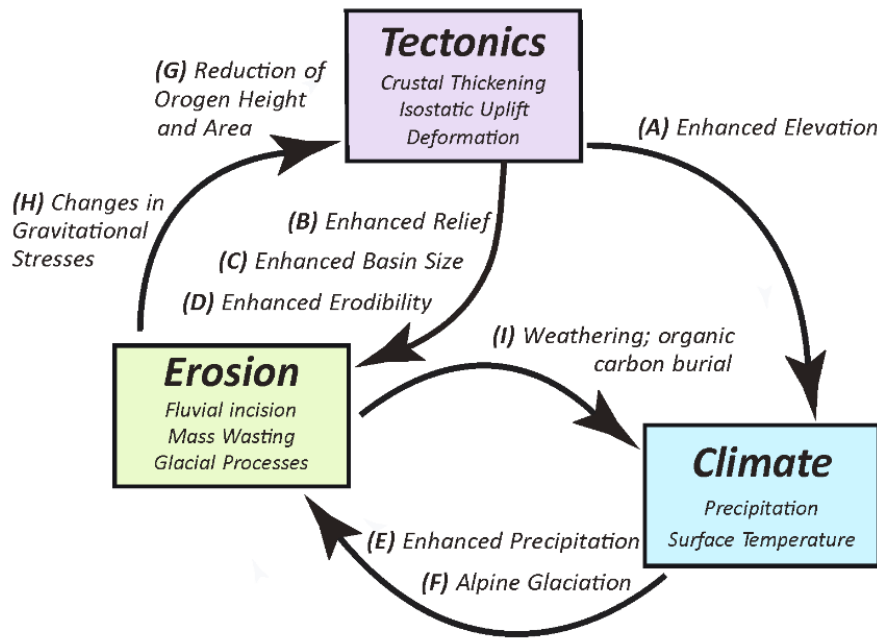 Tectonics
Crustal Thickening
Isostatic Uplift
Deformation
(G) Reduction of
Orogen Height
and Area
(A) Enhanced Elevation
(H) Changes in
Gravitational
Stresses
(B) Enhanced Relief
(C) Enhanced Basin Size
(D) Enhanced Erodibility
(I) Weathering; organic
carbon burial
Erosion
Fluvial incision
Mass Wasting
Glacial Processes
Climate
Precipitation
Surface Temperature
(E) Enhanced Precipitation
(F) Alpine Glaciation